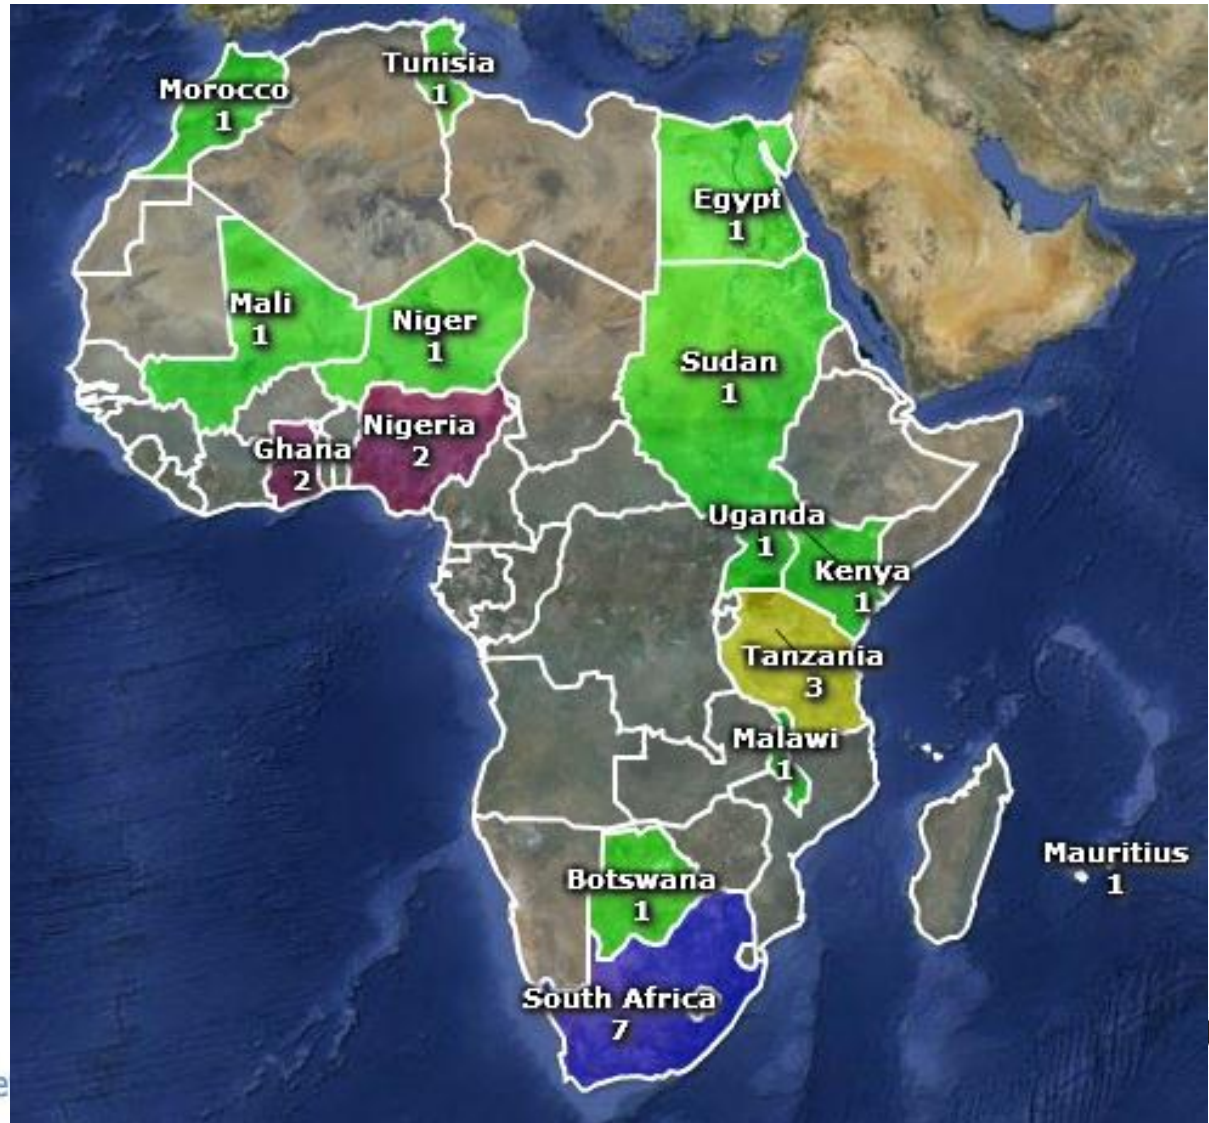 Tunisia
1
Morocco
1
Egypt
1
Mali
1
Niger
1
Sudan
1
Nigeria
2
Ghana
2
Uganda
1
Kenya
1
Tanzania
3
Malawi
1
Mauritius
1
Botswana
1
South Africa
7
e